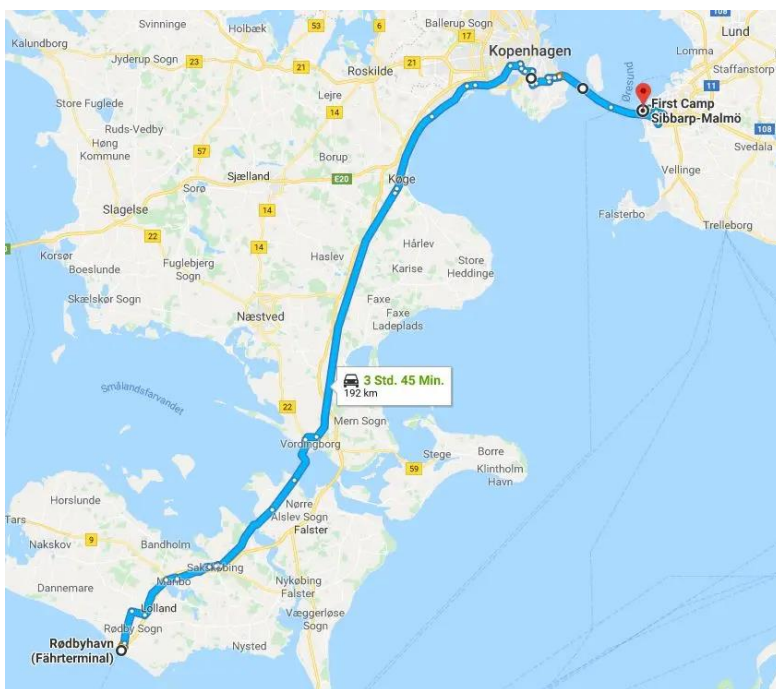 108
Svinninge
Holbæk
53
6
Ballerup Sogn
Lund
Kalundborg
17
Kopenhagen
Lomma
Jyderup Sogn
23
21
Roskilde
21
Staffanstorp
Lejre
Øresund
11
Store Fuglede
14
First Camp
Sibbarp-Malmö
Ruds-Vedby
108
Høng
Kommune
57
Borup
Svedala
Sjælland
E20
Køge
Vellinge
Sorø
Slagelse
14
Falsterbo
Trelleborg
22
Hårlev
Korsør
14
Haslev
Karise
Store
Heddinge
Boeslunde
Fuglebjerg
Sogn
Skælskør Sogn
Faxe
Faxe
Ladeplads
Næstved
3 Std. 45 Min.
192 km
Smålandsfarvandet
22
Mern Sogn
Vordingborg
Stege
Borre
59
Klintholm
Havn
Horslunde
Nørre
Alslev Sogn
Tars
Falster
Nakskov
9
Bandholm
Sakskøbing
Dannemare
Maribo
Nykøbing
Falster
Lolland
Væggerløse
Sogn
Rødby Sogn
Rødbyhavn
(Fährterminal)
Nysted